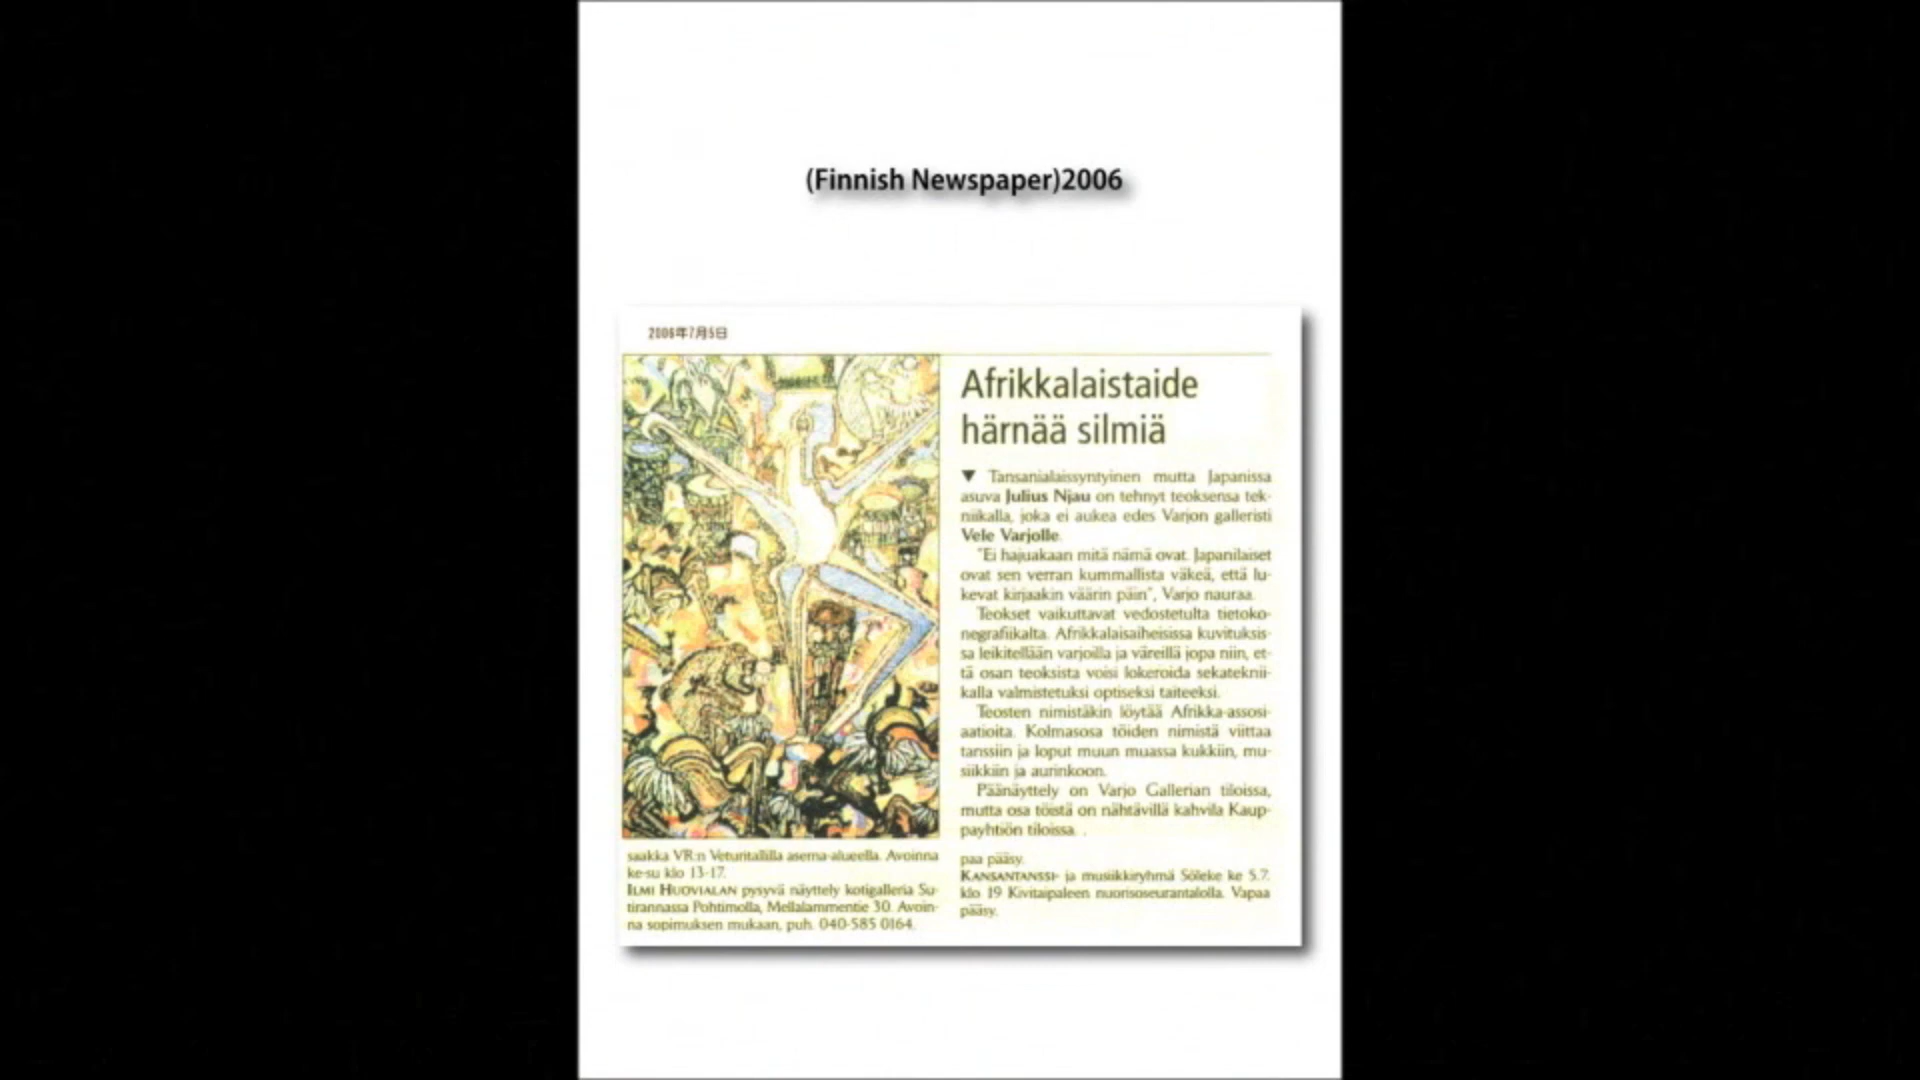 (Finnish Newspaper)2006
2006年7月5日
Afrikkalaistaide
härnää silmiä
▼ Tansanialaissyntyinen mutta Japanissa
asuva Julius Njau on tehnyt teoksensa tek-
niikalla, joka ei aukea edes Varjon galleristi
Vele Varjolle.
"Ei hajuakaan mitä nämä ovat. Japanilaiset
ovat sen verran kummallista väkeä, että lu-
kevat kirjaakin väärin päin", Varjo nauraa.
Teokset vaikuttavat vedostetulta tietoko-
negrafiikalta. Afrikkalaisaiheisissa kuvituksis-
sa leikitellään varjoilla ja väreillä jopa niin, et-
tä osan teoksista voisi lokeroida sekateknii-
kalla valmistetuksi optiseksi taiteeksi.
Teosten nimistäkin löytää Afrikka-assosi-
aatioita. Kolmasosa töiden nimistä viittaa
tanssiin ja loput muun muassa kukkiin, mu-
siikkiin ja aurinkoon.
Päänäyttely on Varjo Gallerian tiloissa,
mutta osa töistä on nähtävillä kahvila Kaup-
payhtiön tiloissa.
saakka VR:n Veturitallilla asema-alueella. Avoinna
ke-su klo 13-17.
ILMI HUOVIALAN pysyvä näyttely kotigalleria Su-
tirannassa Pohtimolla, Mellalammentie 30. Avoin-
na sopimuksen mukaan, puh. 040-585 0164.
paa pääsy.
KANSANTANSSI- ja musiikkiryhmä Söleke ke 5.7.
klo 19 Kivitaipaleen nuorisoseurantalolla. Vapaa
pääsy.